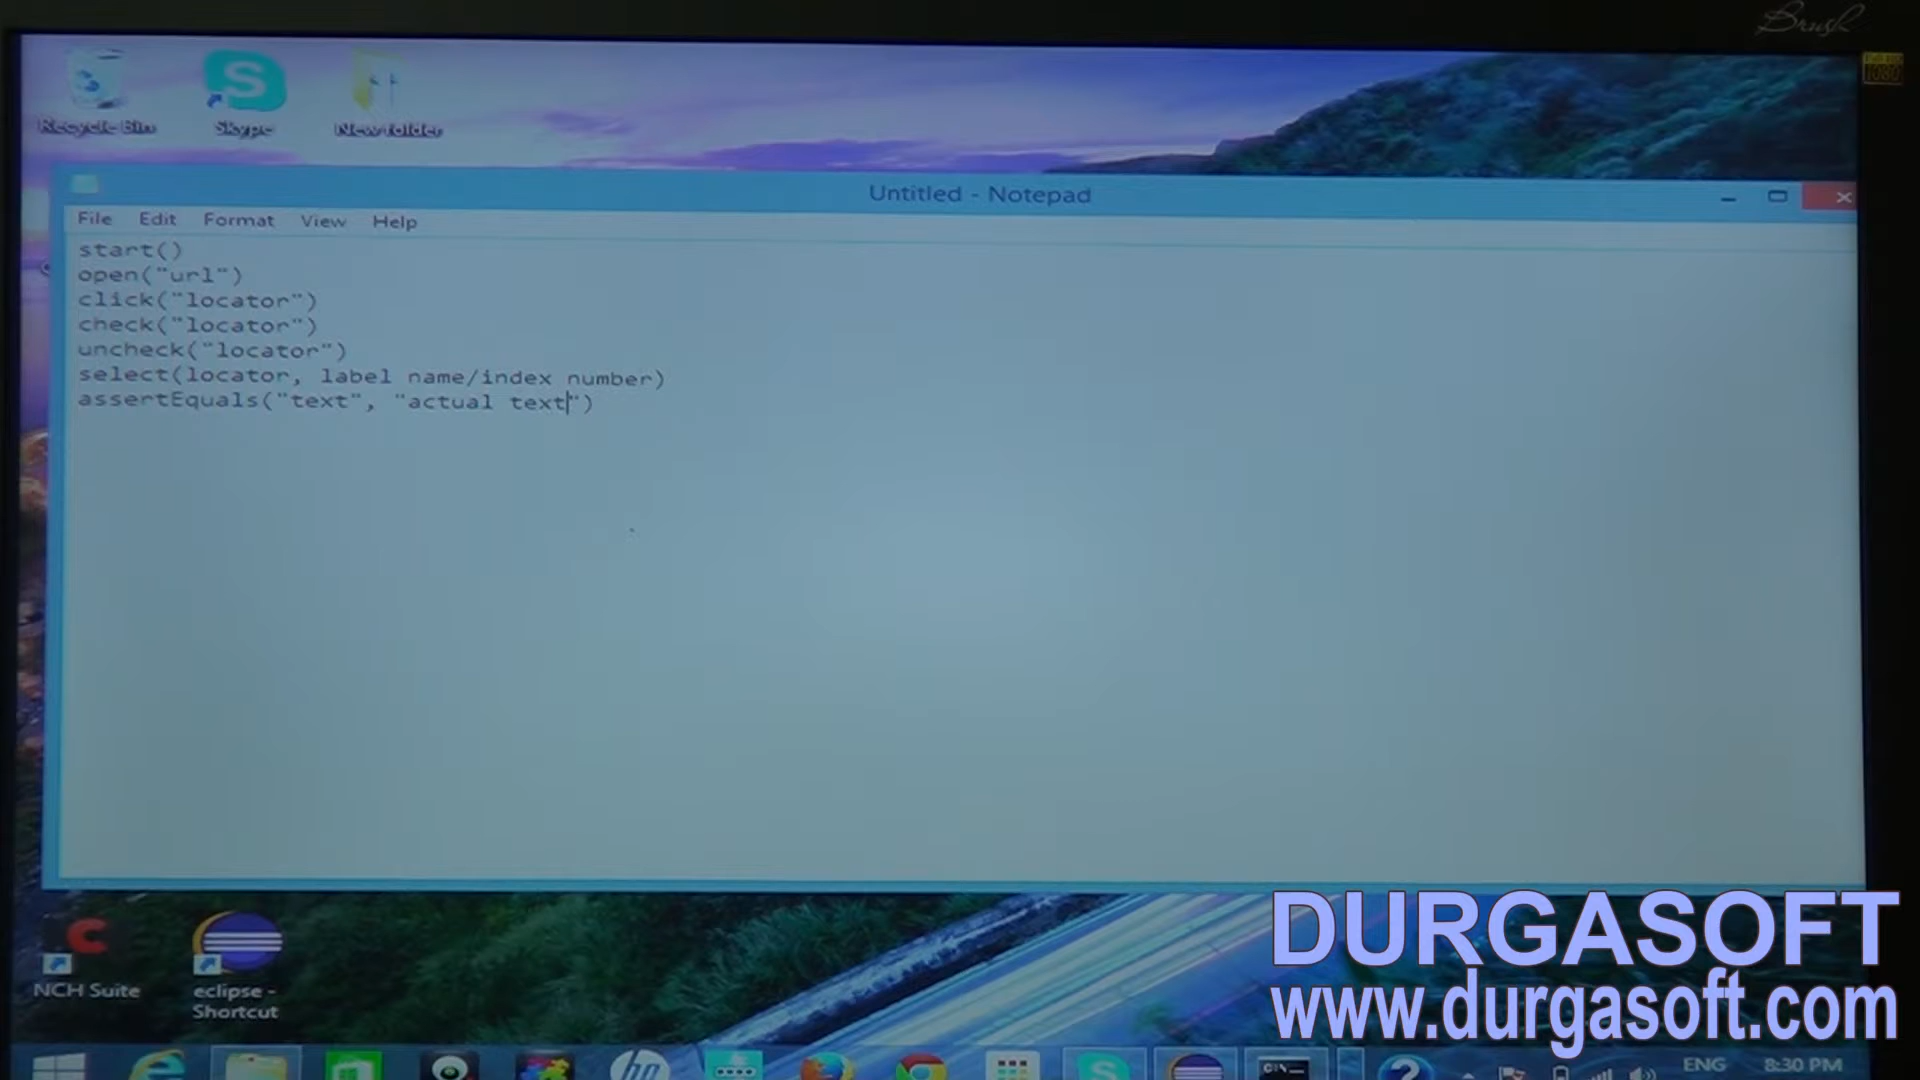 Brush
Recycle Bin
Skype
New folder
Untitled - Notepad
File Edit Format View Help
start()
open("url")
click("locator")
check("locator")
uncheck("locator")
select(locator, label name/index number)
assertEquals("text", "actual text")
NCH Suite
eclipse -
Shortcut
DURGASOFT
www.durgasoft.com
ENG
8:30 PM
1080